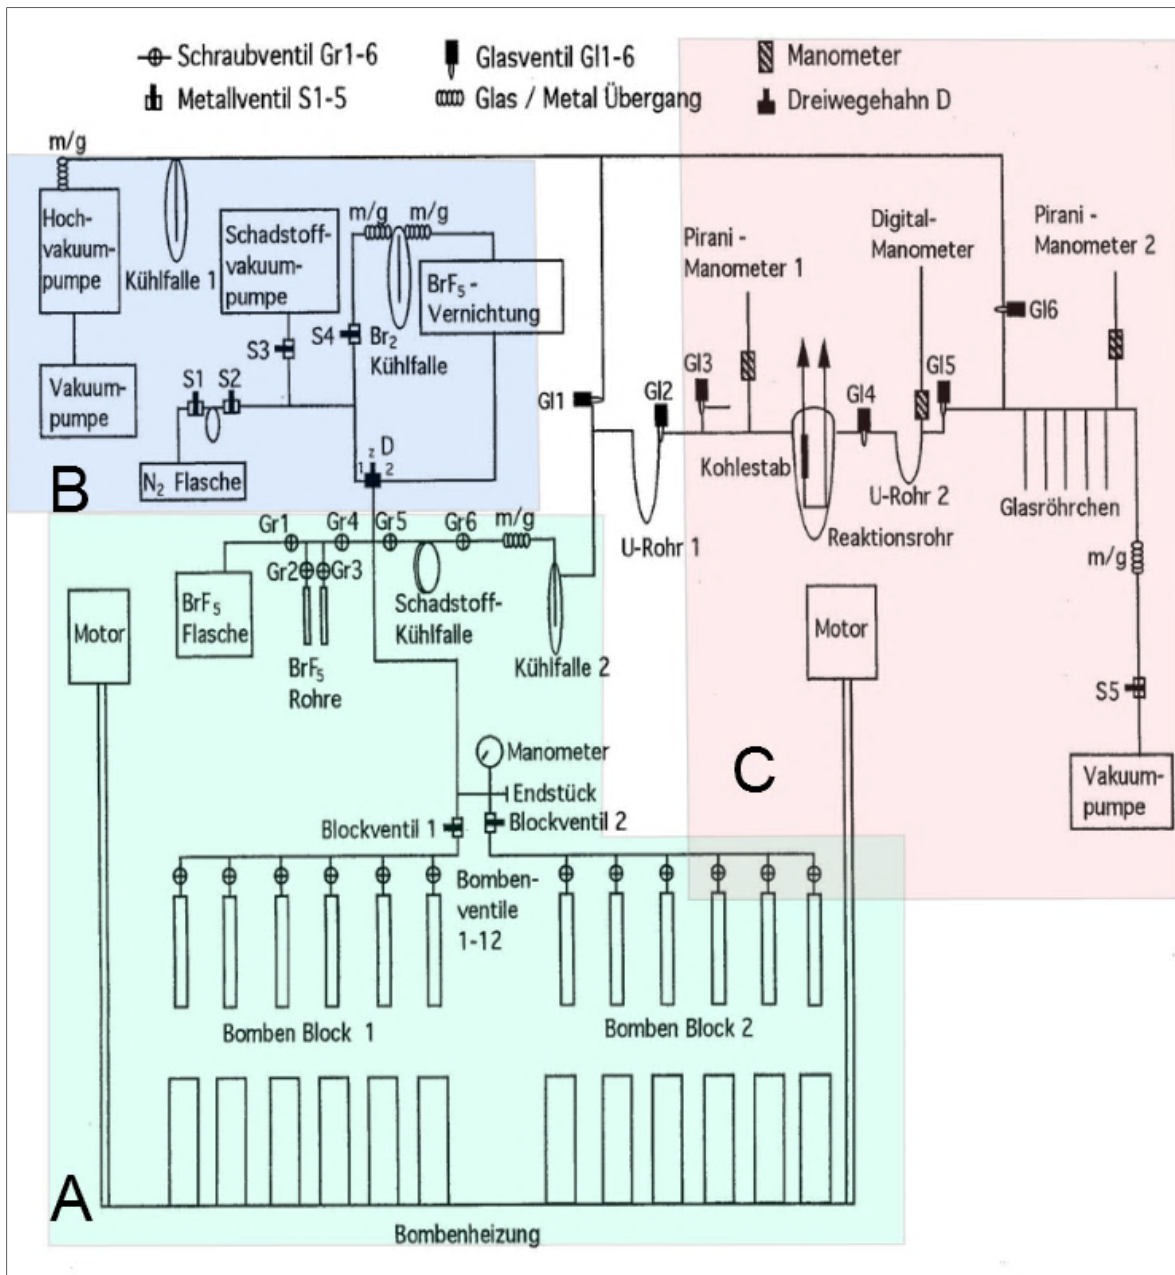 Schraubventil Gr1-6
Glasventil Gl1-6
Manometer
Metallventil S1-5
Glas / Metal Übergang
Dreiwegehahn D
m/g
Hoch-
vakuum-
pumpe
Kühlfalle 1
Schadstoff-
vakuum-
pumpe
m/g
m/g
BrF5 -
Vernichtung
S4
Br2
Kühlfalle
S3
Vakuum-
pumpe
S1
S2
N2 Flasche
z
D
1
2
B
Pirani -
Manometer 1
Digital-
Manometer
Pirani -
Manometer 2
Gl6
Gl1
Gl2
Gl3
Gl4
Gl5
Kohlestab
U-Rohr 1
U-Rohr 2
Reaktionsrohr
Glasröhrchen
m/g
S5
Vakuum-
pumpe
C
Gr1
Gr4
Gr5
Gr6
m/g
Gr2
Gr3
BrF5
Flasche
BrF5
Rohre
Schadstoff-
Kühlfalle
Kühlfalle 2
Motor
Motor
Manometer
Endstück
Blockventil 1
Blockventil 2
Bomben-
ventile
1-12
Bomben Block 1
Bomben Block 2
A
Bombenheizung